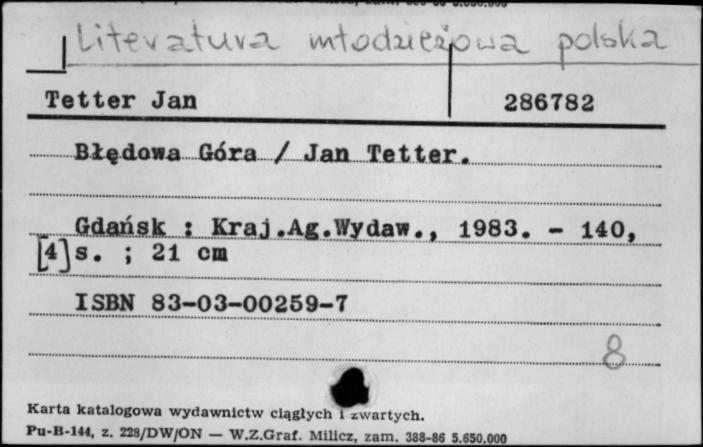 Literatura młodzieżowa polska
Tetter Jan 286782
Błędowa Góra / Jan Tetter.
Gdańsk : Kraj.Ag.Wydaw., 1983. - 140,
[4]s. ; 21 cm
ISBN 83-03-00259-7
8
Karta katalogowa wydawnictw ciągłych i zwartych.
Pu-B-144, z. 228/DW/ON — W.Z.Graf. Milicz, zam. 388-86 5.650.000